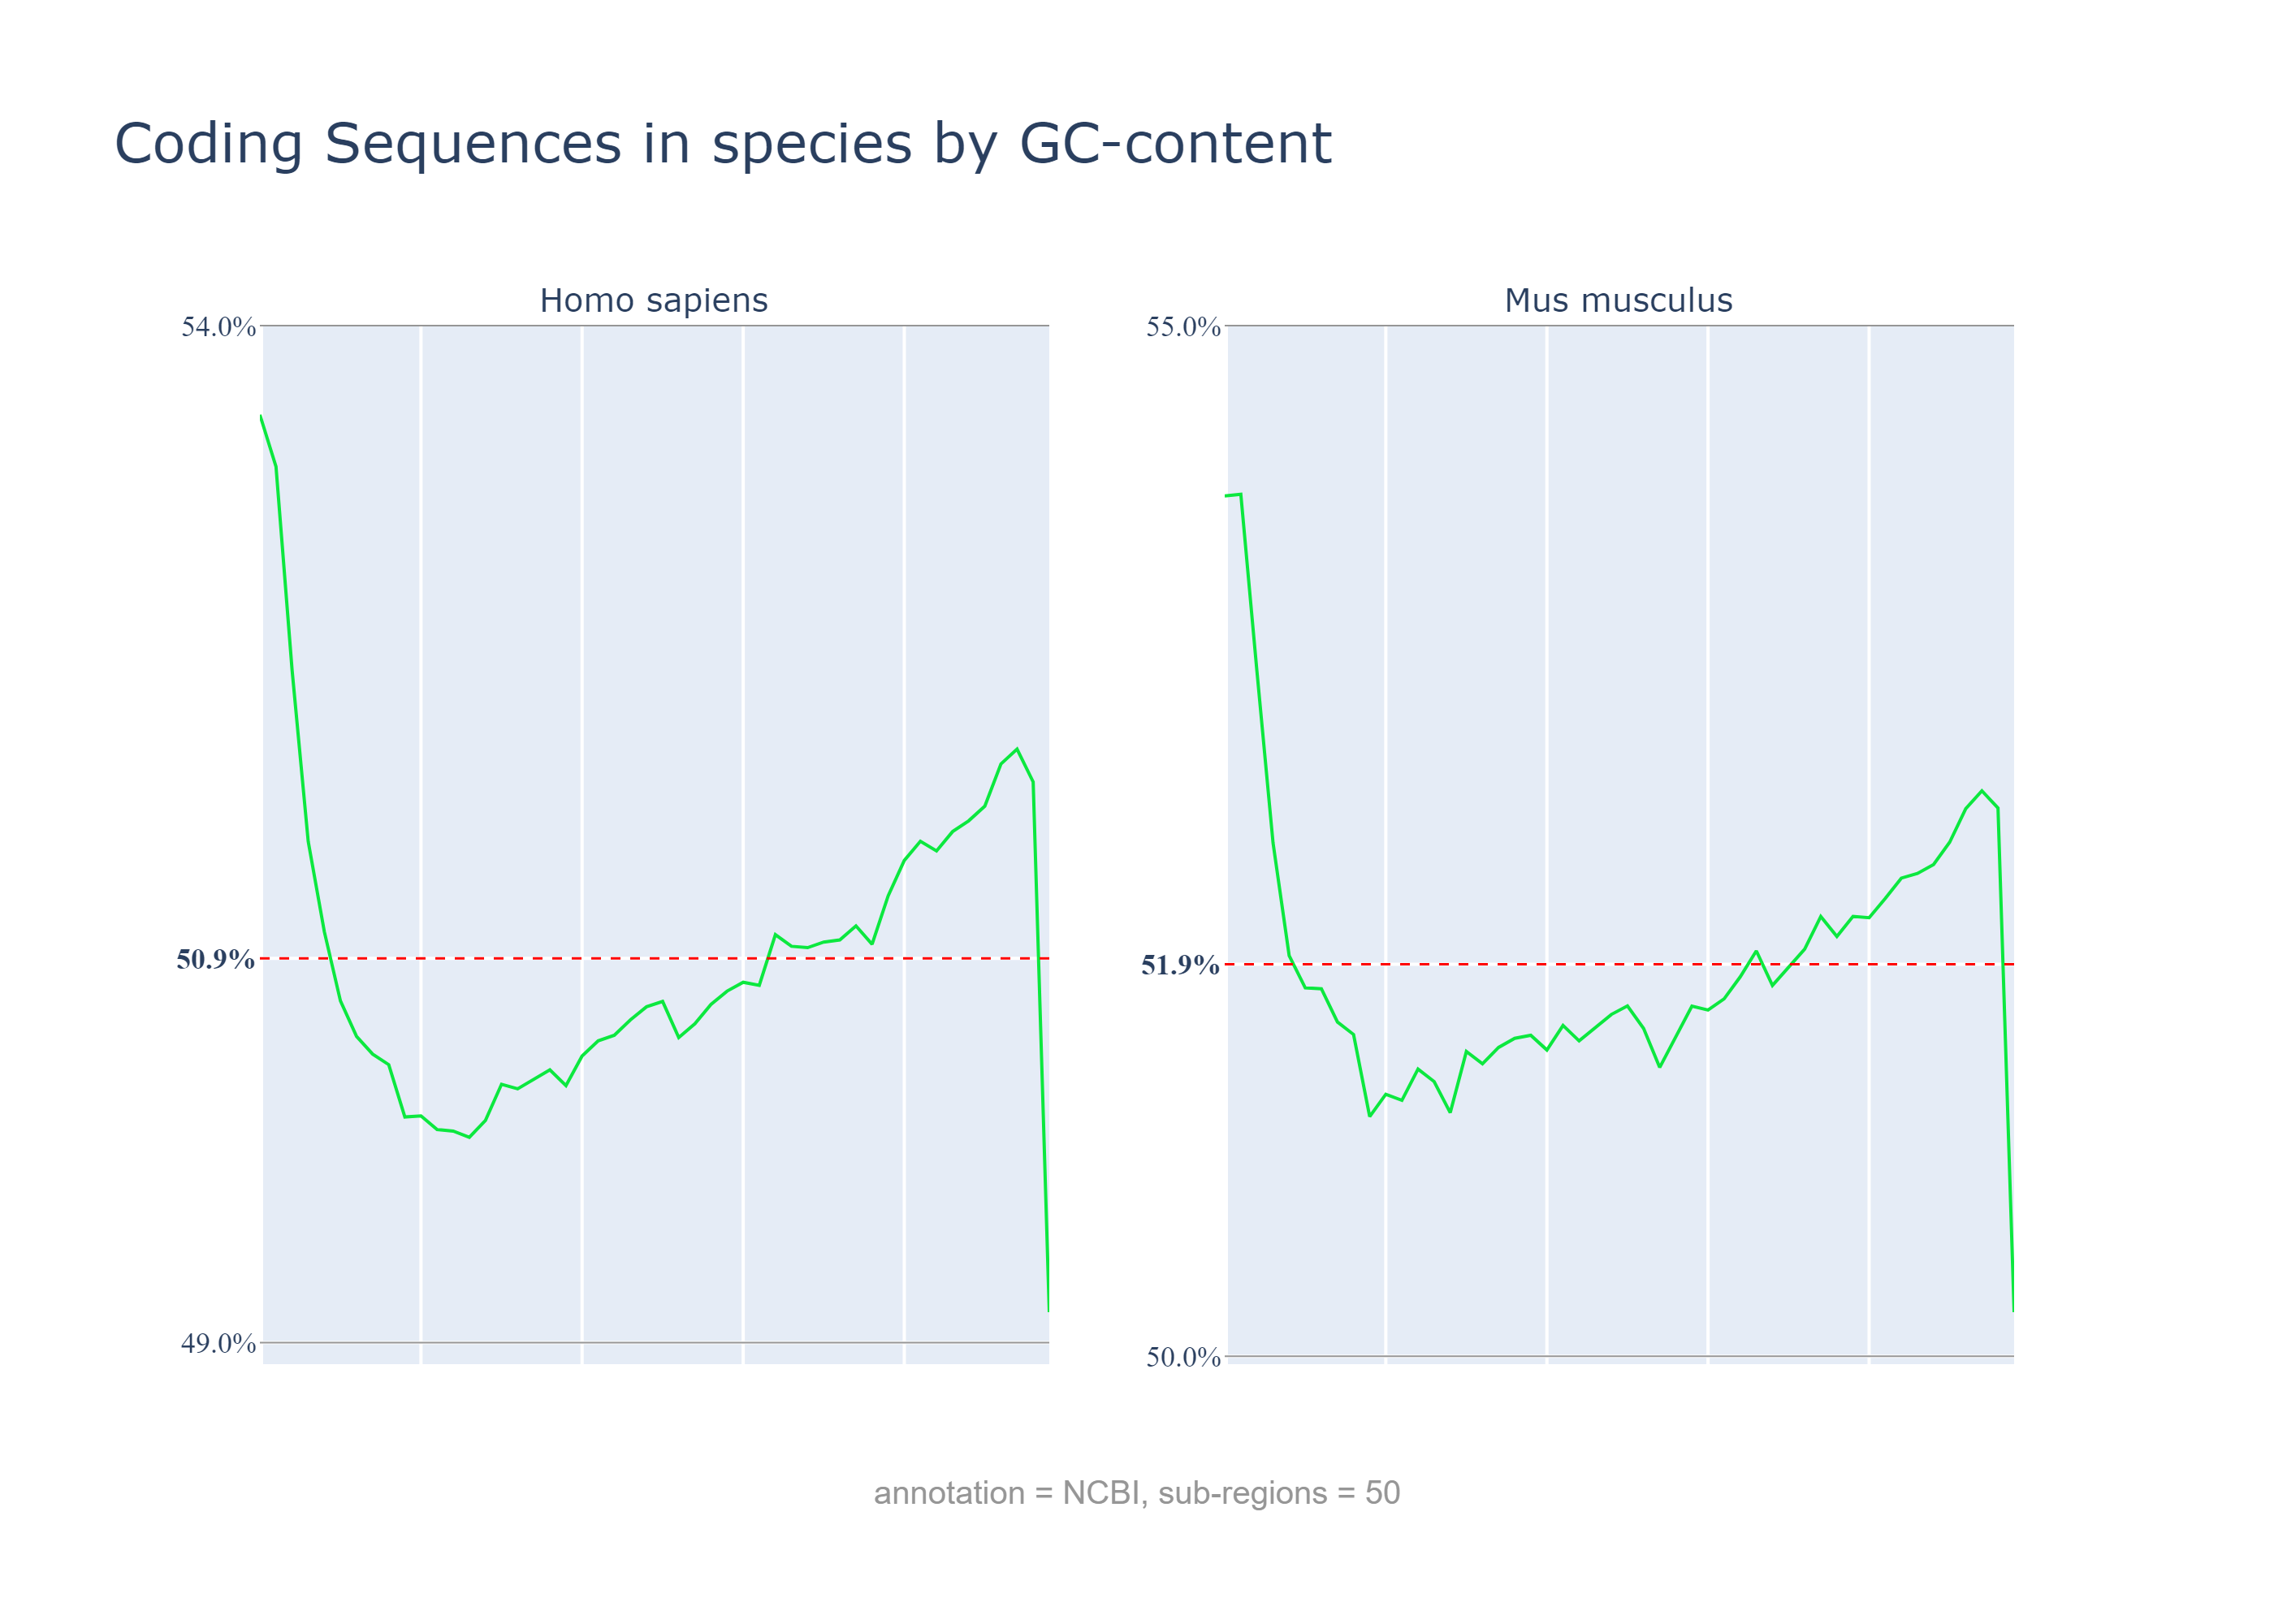 Coding Sequences in species by GC-content
Homo sapiens
54.0%
50.9%
49.0%
Mus musculus
55.0%
51.9%
50.0%
annotation = NCBI, sub-regions = 50